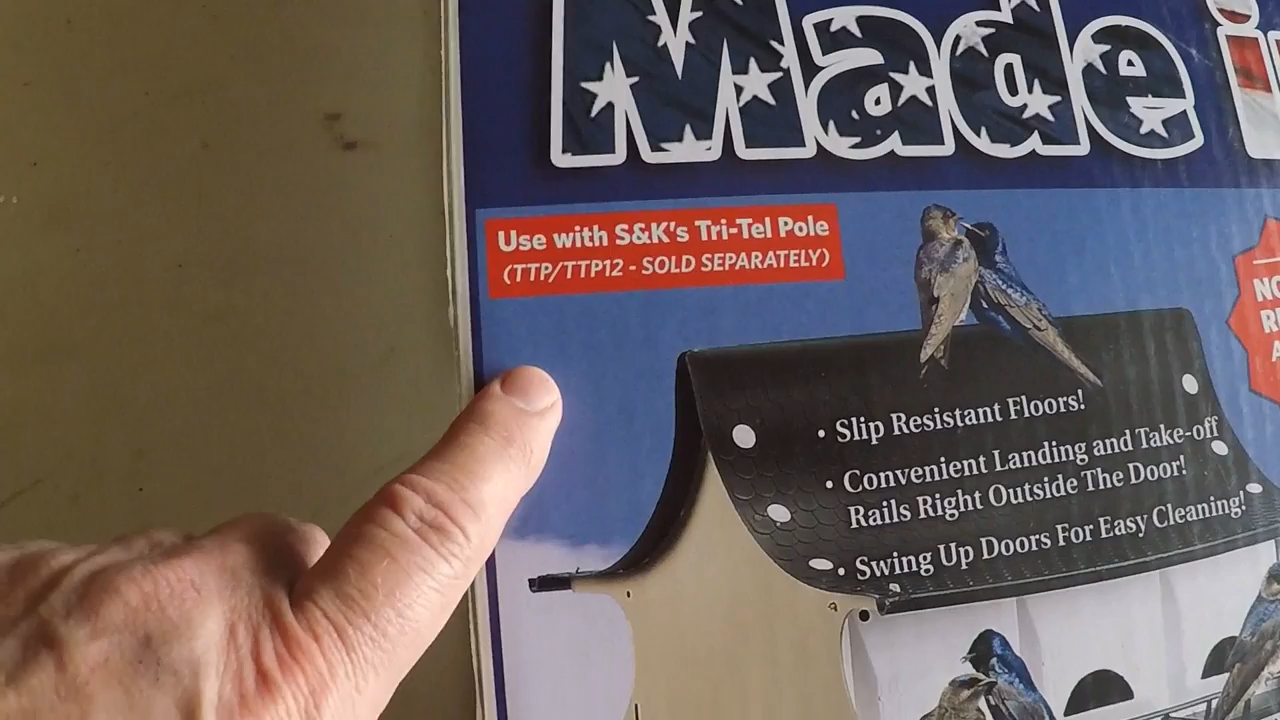 Made
Use with S&K's Tri-Tel Pole
(TTP/TTP12 - SOLD SEPARATELY)
• Slip Resistant Floors!
• Convenient Landing and Take-off
Rails Right Outside The Door!
• Swing Up Doors For Easy Cleaning!